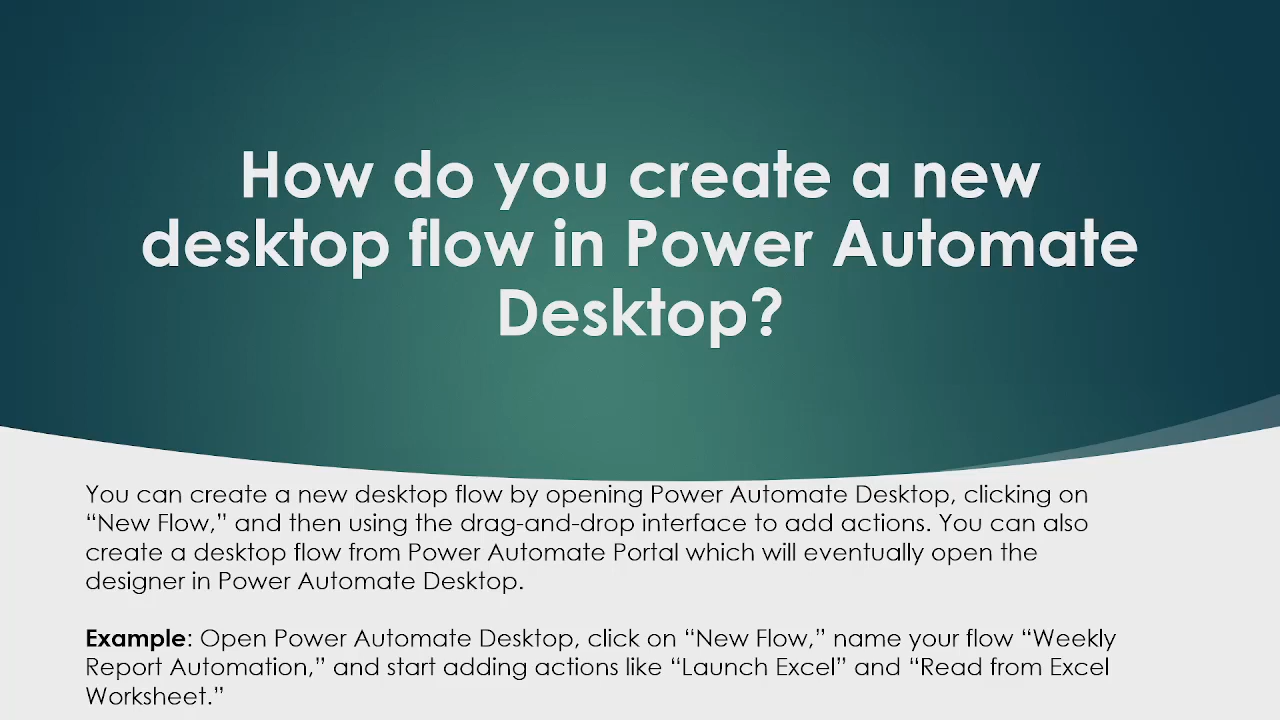 How do you create a new
desktop flow in Power Automate
Desktop?
You can create a new desktop flow by opening Power Automate Desktop, clicking on
“New Flow,” and then using the drag-and-drop interface to add actions. You can also
create a desktop flow from Power Automate Portal which will eventually open the
designer in Power Automate Desktop.
Example: Open Power Automate Desktop, click on “New Flow,” name your flow “Weekly
Report Automation,” and start adding actions like “Launch Excel” and “Read from Excel
Worksheet.”